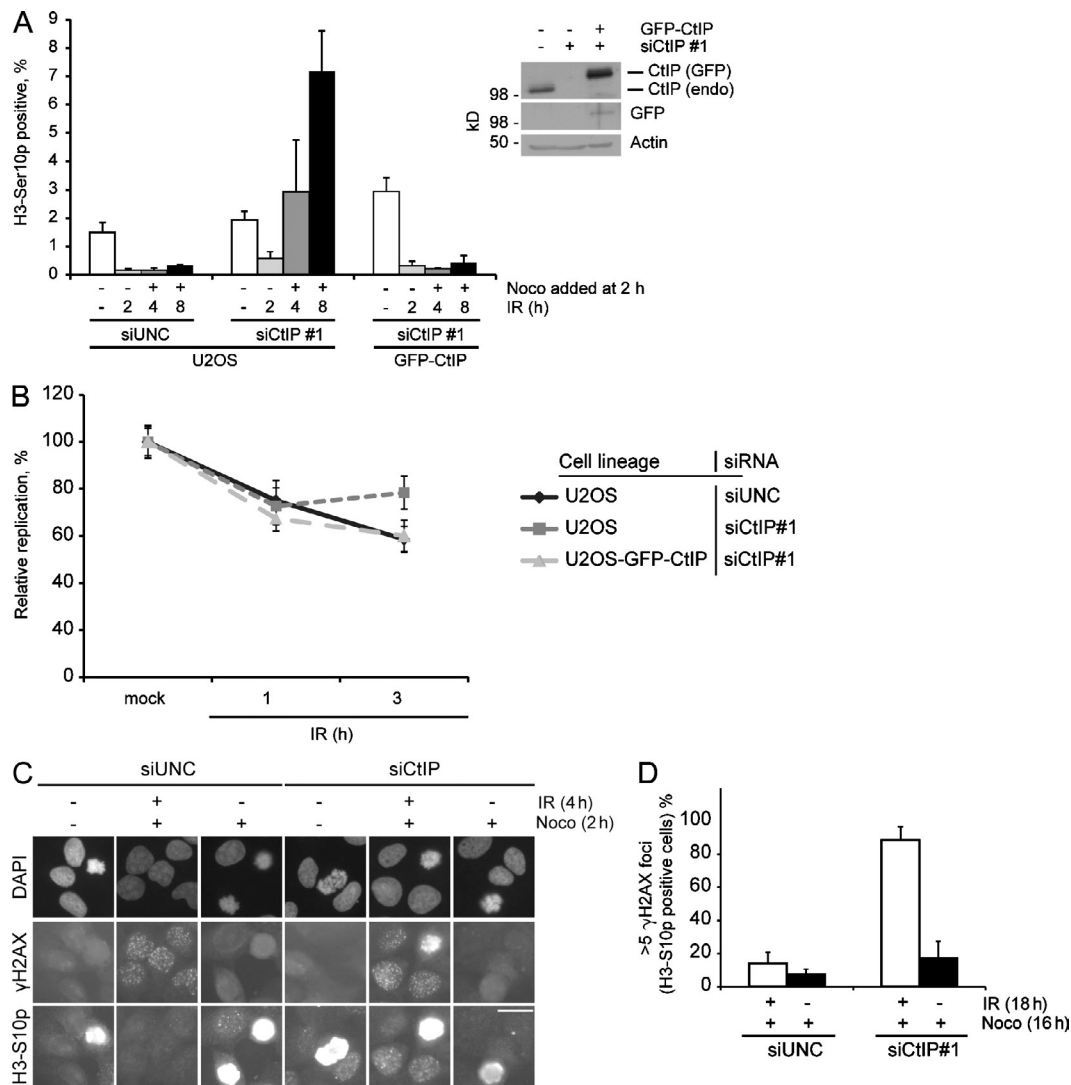 A
H3-Ser10p positive, %
9
8
7
6
5
4
3
2
1
0
- - + + - - + + - - + + Noco added at 2 h
- 2 4 8 - 2 4 8 - 2 4 8 IR (h)
siUNC siCtIP #1 siCtIP #1
U2OS GFP-CtIP
- - + GFP-CtIP
- + + siCtIP #1
CtIP (GFP)
98 - CtIP (endo)
kD
98 - GFP
50 - Actin
B
Relative replication, %
120
100
80
60
40
20
0
mock 1 3
IR (h)
Cell lineage siRNA
U2OS siUNC
U2OS siCtIP#1
U2OS-GFP-CtIP siCtIP#1
C
siUNC siCtIP
- + - - + - IR (4 h)
- + + - + + Noco (2 h)
DAPI
γH2AX
H3-S10p
D
>5 γH2AX foci
(H3-S10p positive cells) %
100
80
60
40
20
0
+ - + - IR (18 h)
+ + + + Noco (16 h)
siUNC siCtIP#1